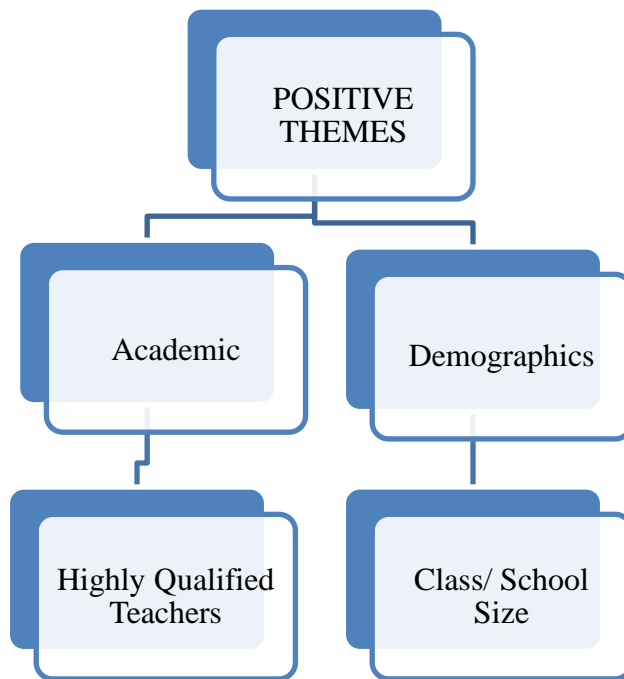 POSITIVE
THEMES
Academic
Demographics
Highly Qualified
Teachers
Class/ School
Size